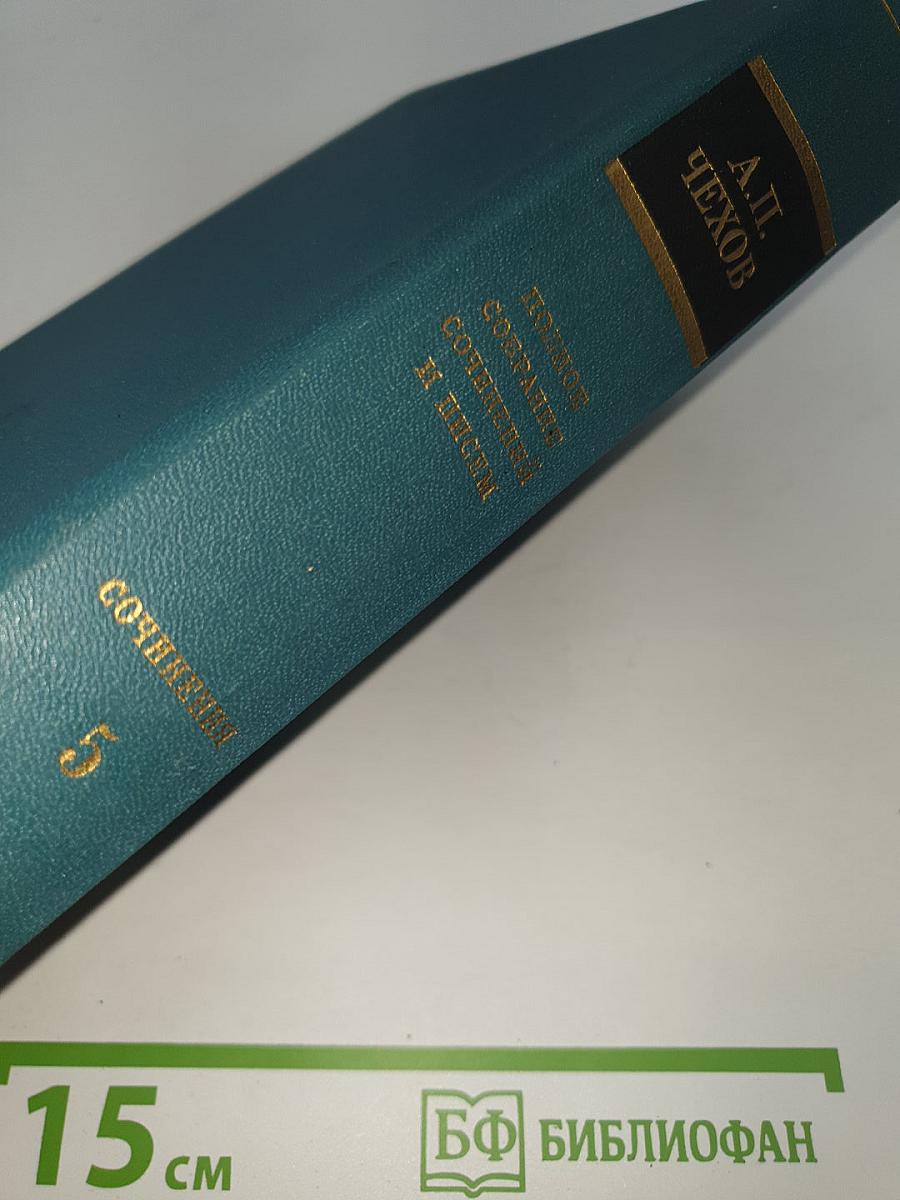 А.П.
ЧЕХОВ
ПОЛНОЕ
СОБРАНИЕ
СОЧИНЕНИЙ
И ПИСЕМ
СОЧИНЕНИЯ
5
15 см
БФ БИБЛИОФАН